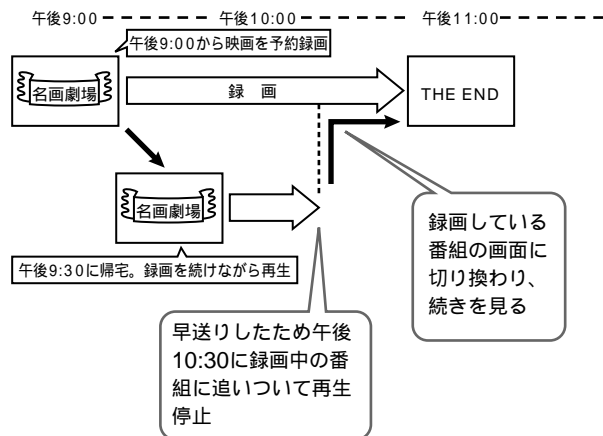 午後9:00 午後10:00 午後11:00
午後9:00から映画を予約録画
名画劇場
録 画
THE END
名画劇場
午後9:30に帰宅。録画を続けながら再生
録画している
番組の画面に
切り換わり、
続きを見る
早送りしたため午後
10:30に録画中の番
組に追いついて再生
停止